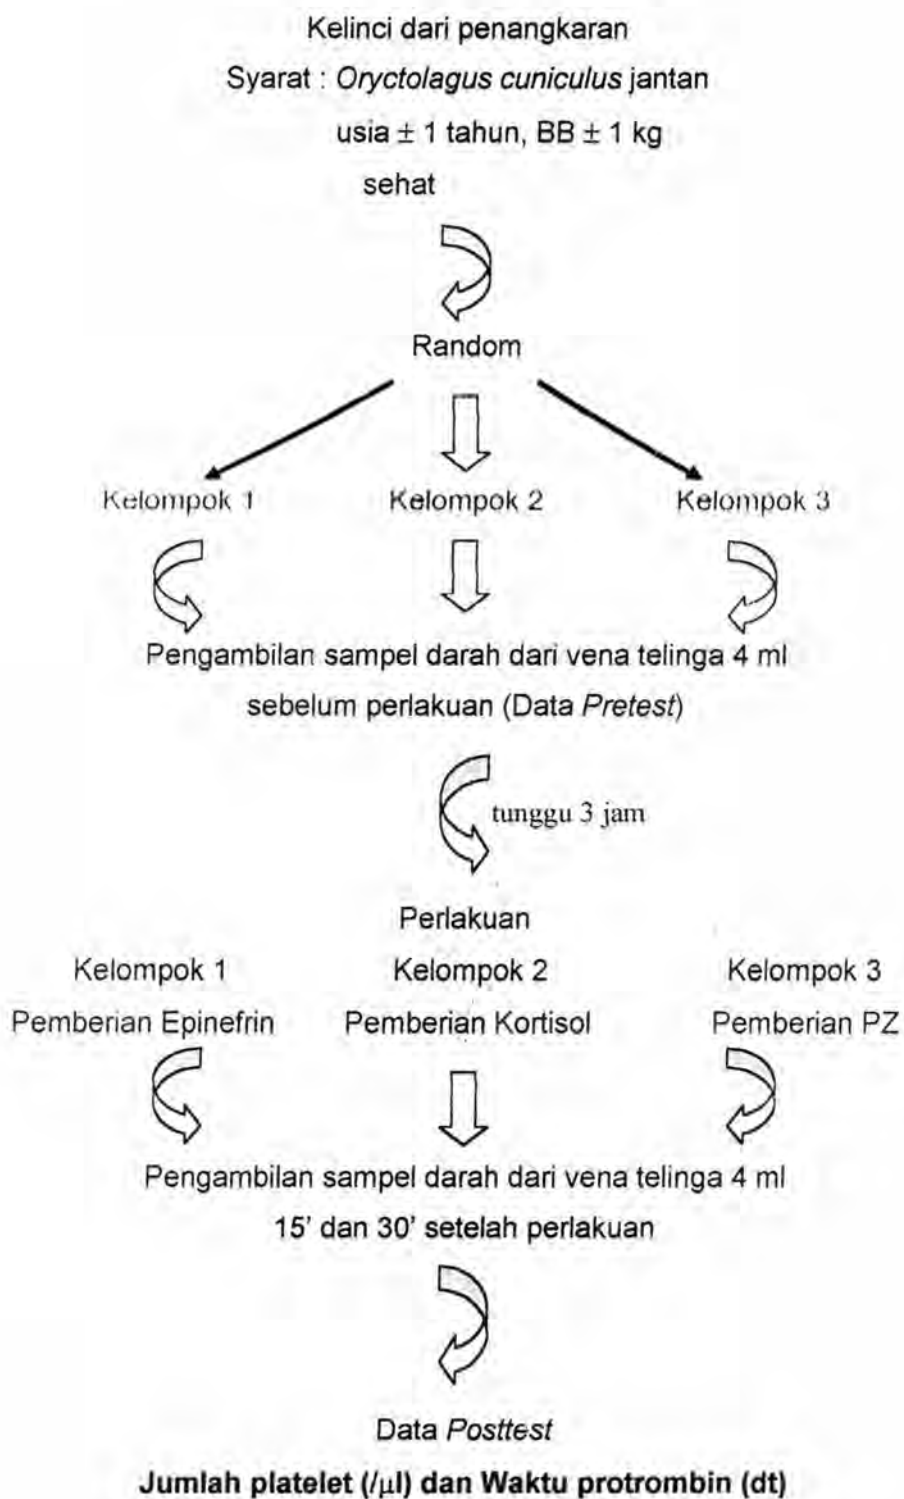 Kelinci dari penangkaran
Syarat : Oryctolagus cuniculus jantan
usia ± 1 tahun, BB ± 1 kg
sehat
Random
Kelompok 1 Kelompok 2 Kelompok 3
Pengambilan sampel darah dari vena telinga 4 ml
sebelum perlakuan (Data Pretest)
tunggu 3 jam
Perlakuan
Kelompok 1 Kelompok 2 Kelompok 3
Pemberian Epinefrin Pemberian Kortisol Pemberian PZ
Pengambilan sampel darah dari vena telinga 4 ml
15' dan 30' setelah perlakuan
Data Posttest
Jumlah platelet (/μl) dan Waktu protrombin (dt)